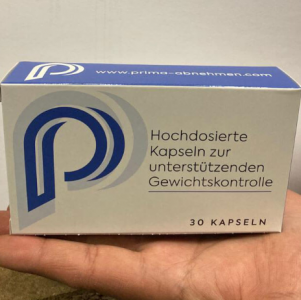 www.prima-abnehmen.com
Hochdosierte
Kapseln zur
unterstützenden
Gewichtskontrolle
30 KAPSELN